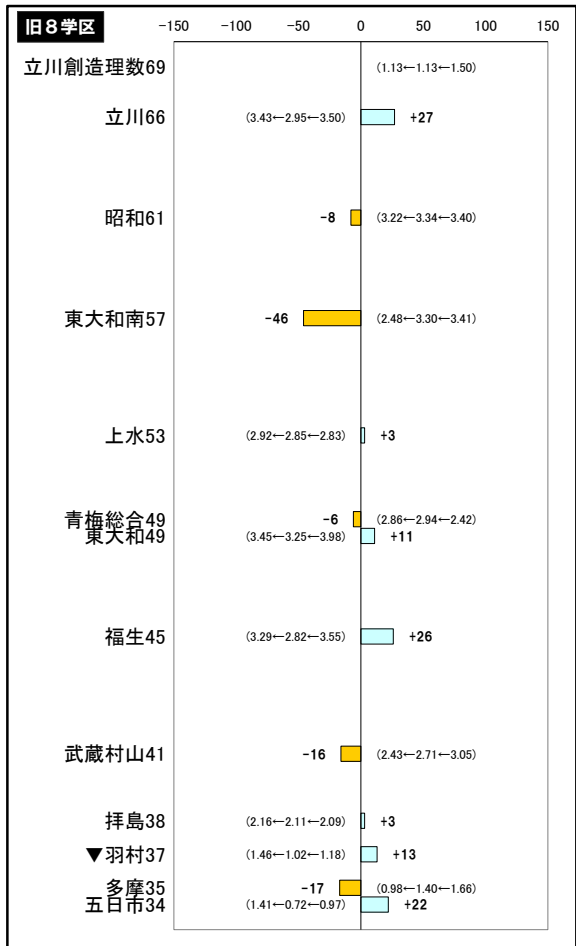 旧8学区
-150 -100 -50 0 50 100 150
立川創造理数69 (1.13←1.13←1.50)
立川66 (3.43←2.95←3.50) +27
昭和61 -8 (3.22←3.34←3.40)
東大和南57 -46 (2.48←3.30←3.41)
上水53 (2.92←2.85←2.83) +3
青梅総合49 -6 (2.86←2.94←2.42)
東大和49 (3.45←3.25←3.98) +11
福生45 (3.29←2.82←3.55) +26
武蔵村山41 -16 (2.43←2.71←3.05)
拝島38 (2.16←2.11←2.09) +3
▼羽村37 (1.46←1.02←1.18) +13
多摩35 -17 (0.98←1.40←1.66)
五日市34 (1.41←0.72←0.97) +22